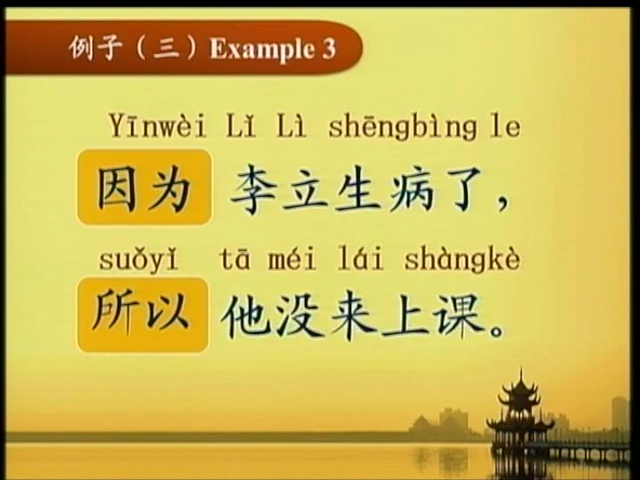 例子（三）Example 3
Yīnwèi Lǐ Lì shēngbìng le
因为 李立生病了，
suǒyǐ tā méi lái shàngkè
所以 他没来上课。